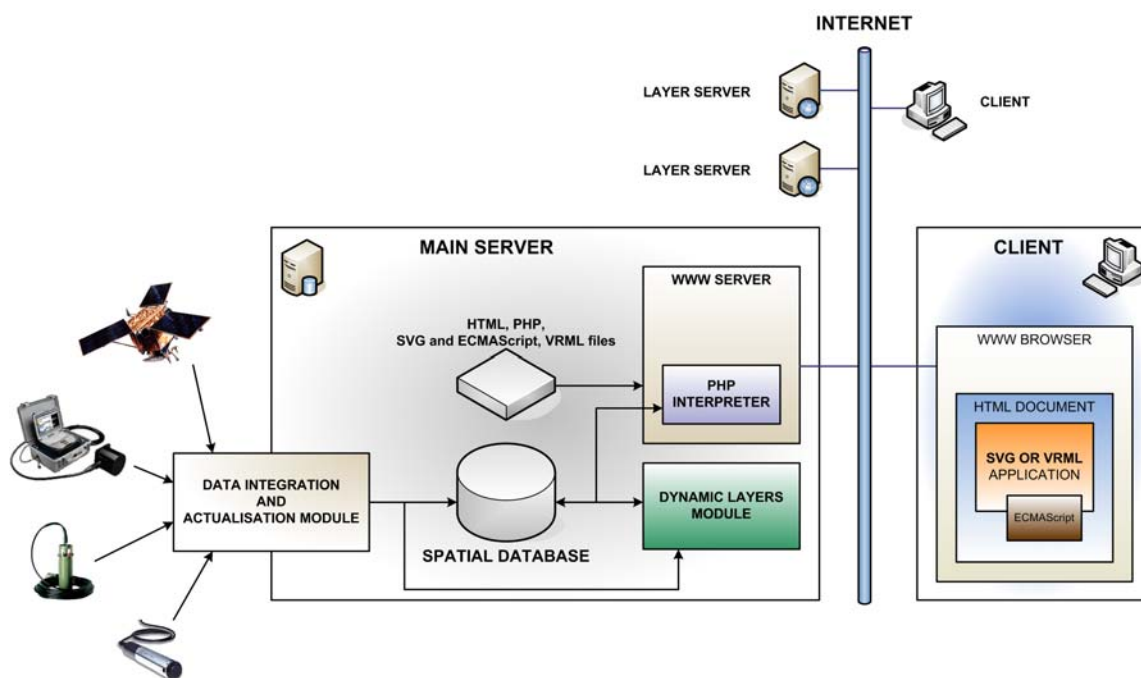 INTERNET
LAYER SERVER
CLIENT
LAYER SERVER
MAIN SERVER
CLIENT
WWW SERVER
HTML, PHP,
SVG and ECMAScript, VRML files
PHP
INTERPRETER
WWW BROWSER
HTML DOCUMENT
SVG OR VRML
APPLICATION
ECMAScript
DATA INTEGRATION
AND
ACTUALISATION MODULE
DYNAMIC LAYERS
MODULE
SPATIAL DATABASE